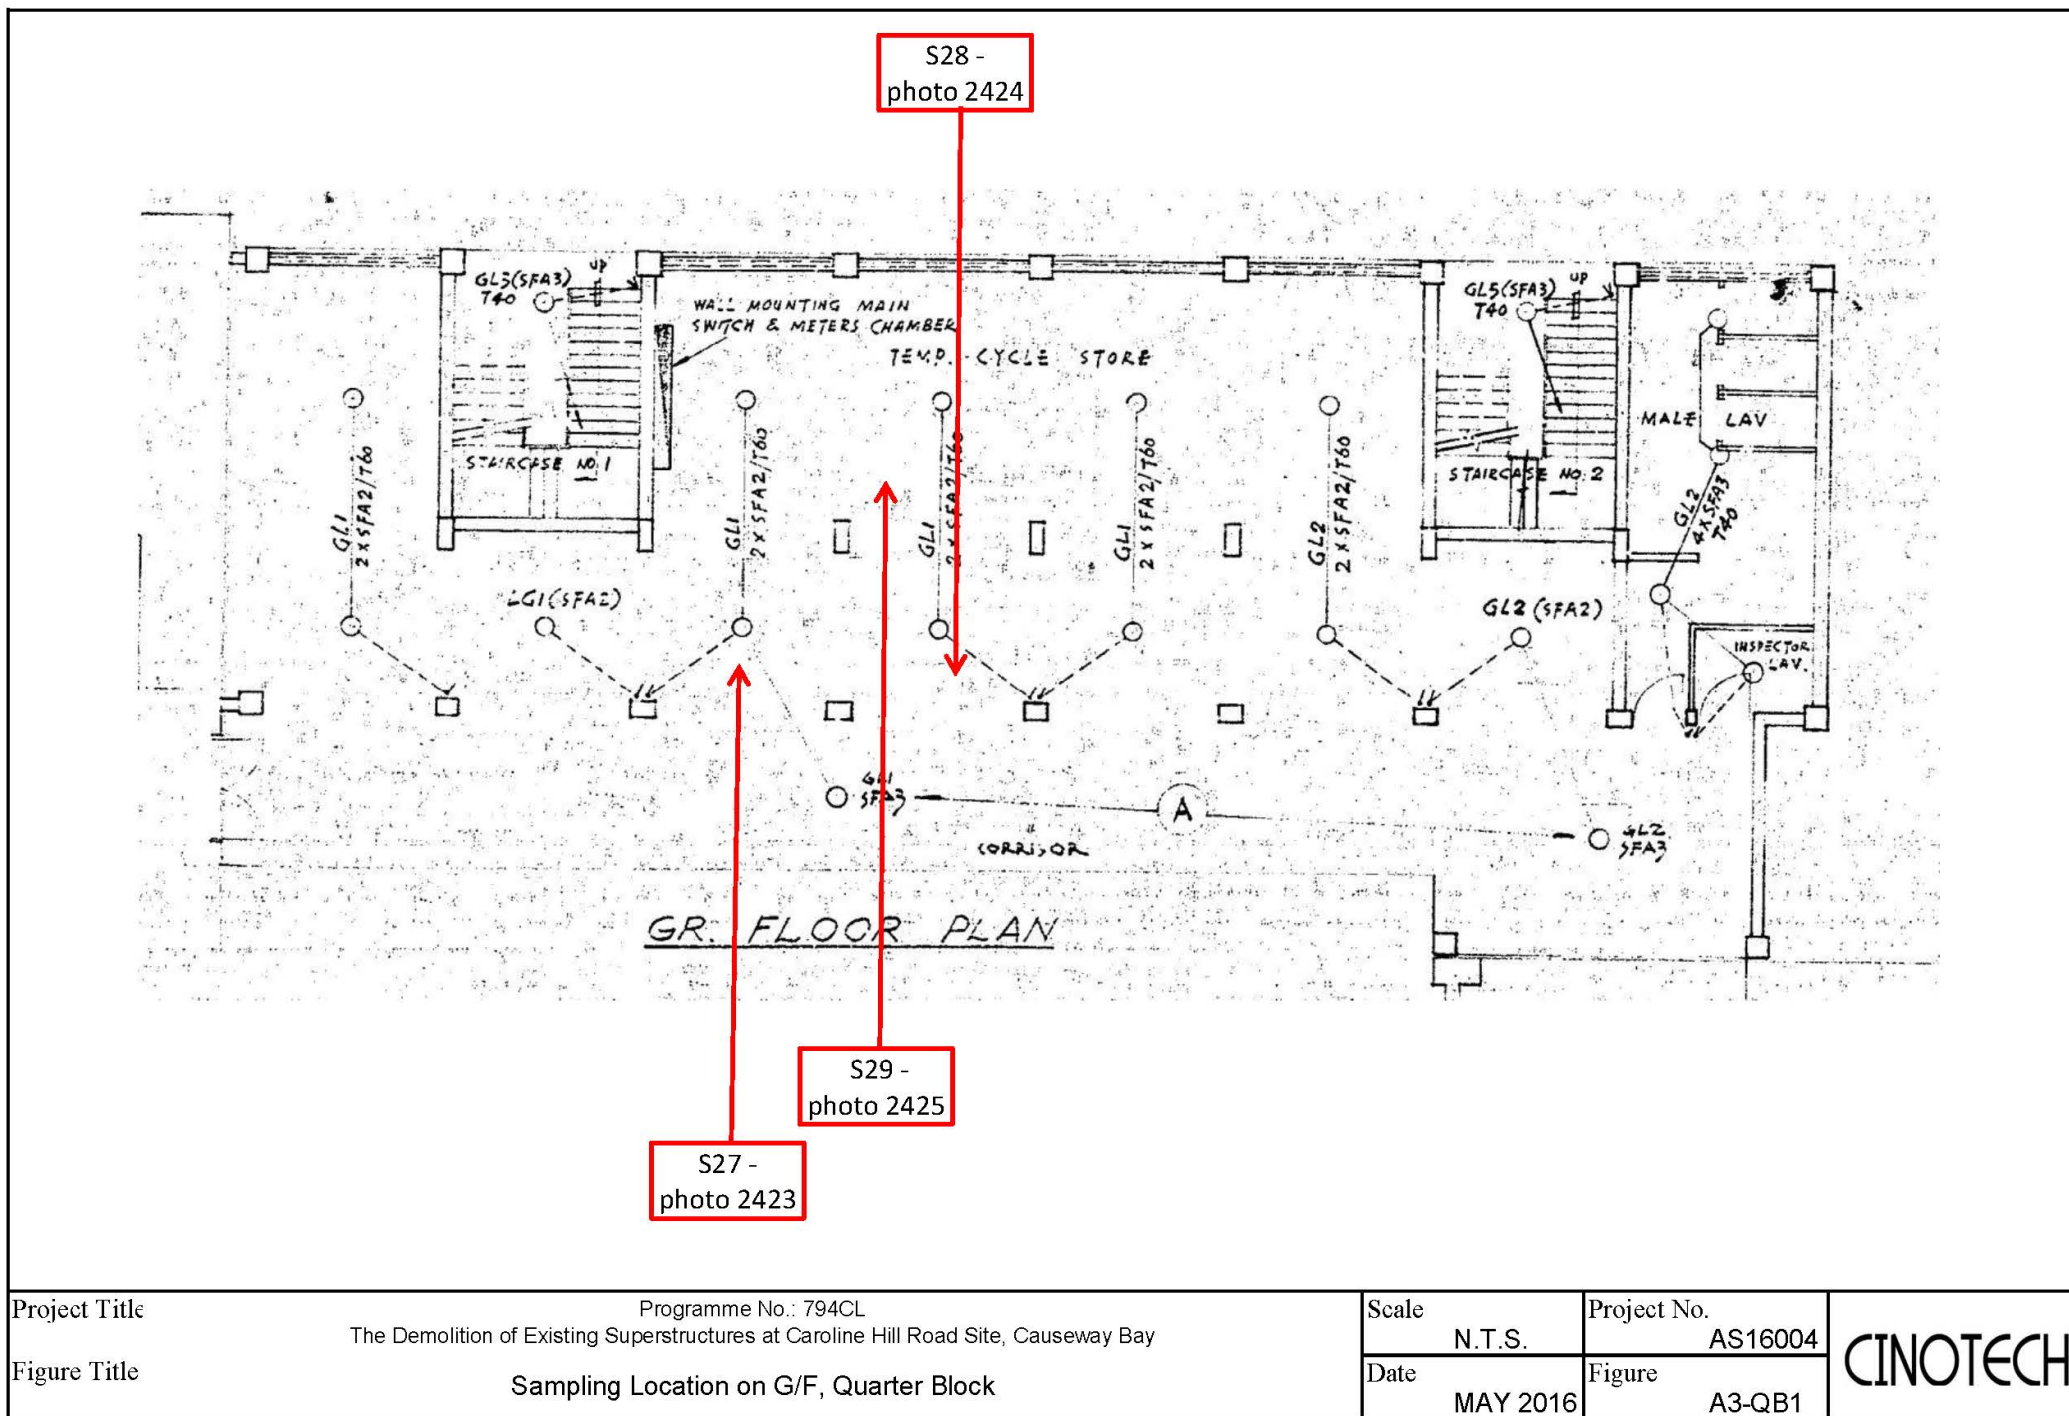 S28 -
photo 2424
GL5(SFA3)
T40
UP
WALL MOUNTING MAIN
SWITCH & METERS CHAMBER
TEMP. CYCLE STORE
GL5(SFA3)
T40
UP
MALE LAV
STAIRCASE NO.1
STAIRCASE NO.2
GL1
2 x SFA2/T60
GL1
2 x SFA2/T60
GL1
2 x SFA2/T60
GL1
2 x SFA2/T60
GL2
2 x SFA2/T60
GL2
4 x SFA3
T40
LG1(SFA2)
GL2 (SFA2)
INSPECTOR
LAV.
GL1
SFA3
A
GL2
SFA3
CORRIDOR
GR. FLOOR PLAN
S29 -
photo 2425
S27 -
photo 2423
Project Title
Programme No.: 794CL
The Demolition of Existing Superstructures at Caroline Hill Road Site, Causeway Bay
Figure Title
Sampling Location on G/F, Quarter Block
Scale
N.T.S.
Project No.
AS16004
Date
MAY 2016
Figure
A3-QB1
CINOTECH